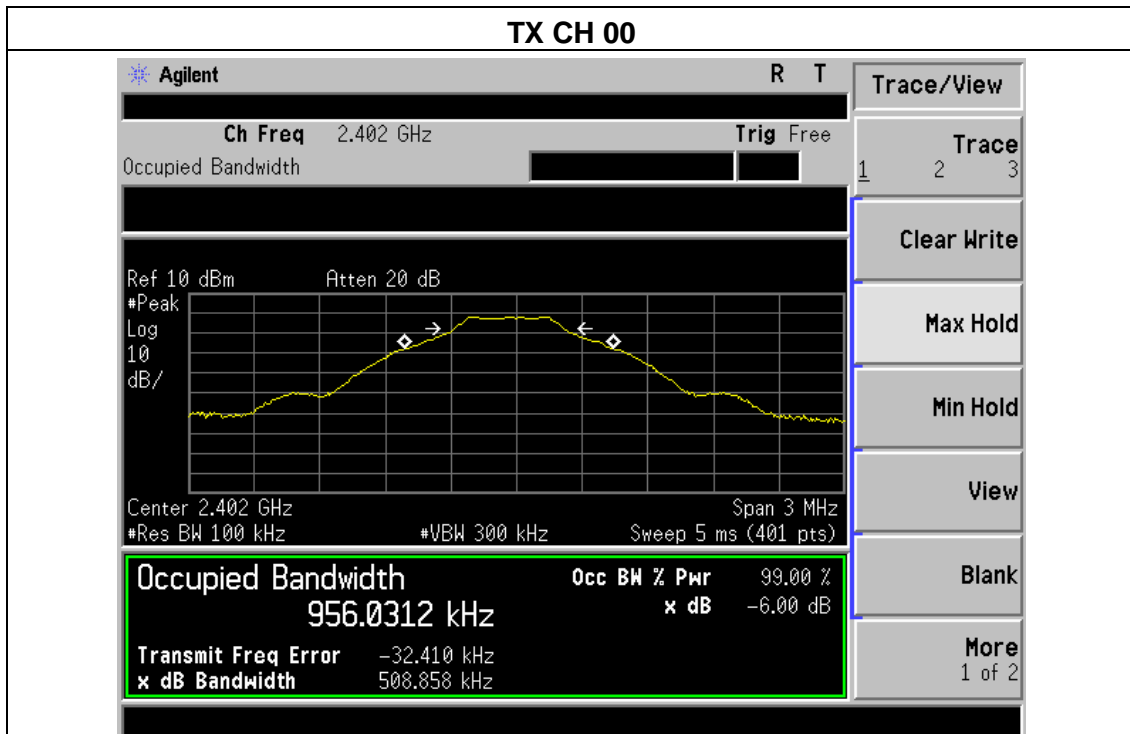 TX CH 00
Agilent R T
Trace/View
Ch Freq 2.402 GHz Trig Free
Occupied Bandwidth
Trace
1 2 3
Clear Write
Ref 10 dBm Atten 20 dB
#Peak
Log
10
dB/
Max Hold
Min Hold
View
Center 2.402 GHz Span 3 MHz
#Res BW 100 kHz #VBW 300 kHz Sweep 5 ms (401 pts)
Occupied Bandwidth Occ BW % Pwr 99.00 %
956.0312 kHz x dB -6.00 dB
Blank
Transmit Freq Error -32.410 kHz
x dB Bandwidth 508.858 kHz
More
1 of 2